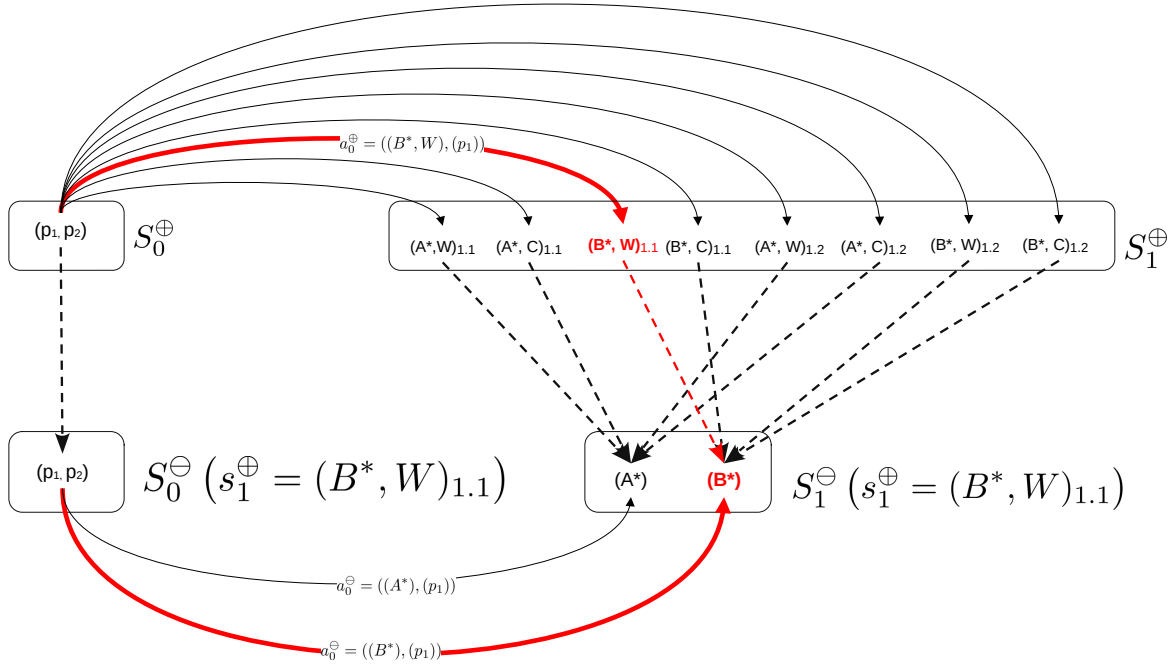 a₀^⊕ = ((B*, W), (p₁))
(p₁, p₂) S₀^⊕
(A*,W)₁.₁ (A*, C)₁.₁ (B*, W)₁.₁ (B*, C)₁.₁ (A*, W)₁.₂ (A*, C)₁.₂ (B*, W)₁.₂ (B*, C)₁.₂ S₁^⊕
(p₁, p₂) S₀^⊖ (s₁^⊕ = (B*, W)₁.₁)
(A*) (B*) S₁^⊖ (s₁^⊕ = (B*, W)₁.₁)
a₀^⊖ = ((A*), (p₁))
a₀^⊖ = ((B*), (p₁))